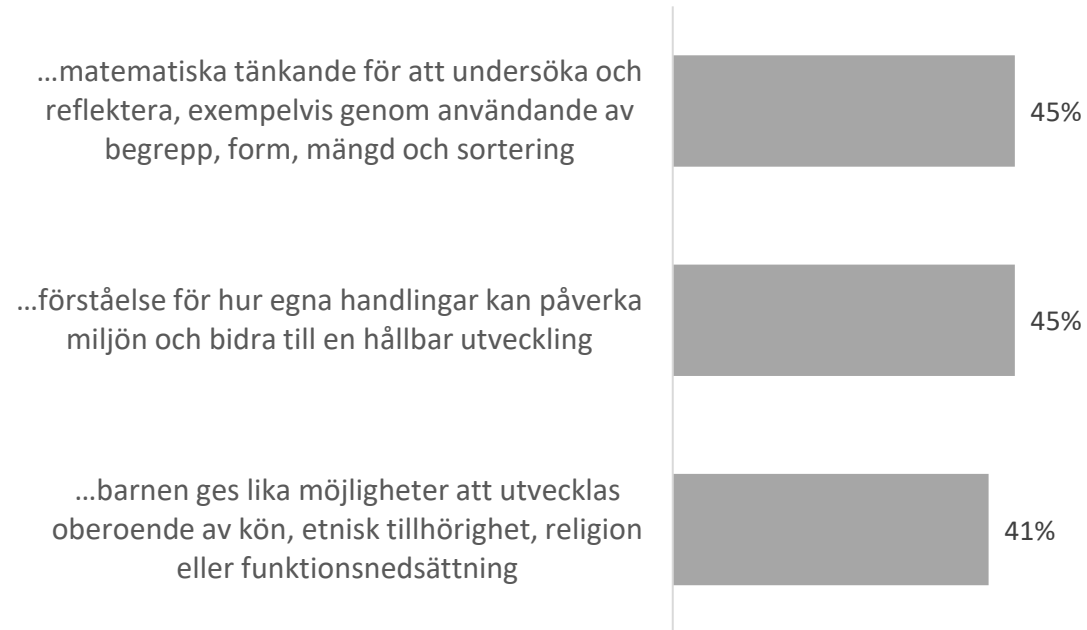 …matematiska tänkande för att undersöka och
reflektera, exempelvis genom användande av
begrepp, form, mängd och sortering
45%
…förståelse för hur egna handlingar kan påverka
miljön och bidra till en hållbar utveckling
45%
…barnen ges lika möjligheter att utvecklas
oberoende av kön, etnisk tillhörighet, religion
eller funktionsnedsättning
41%